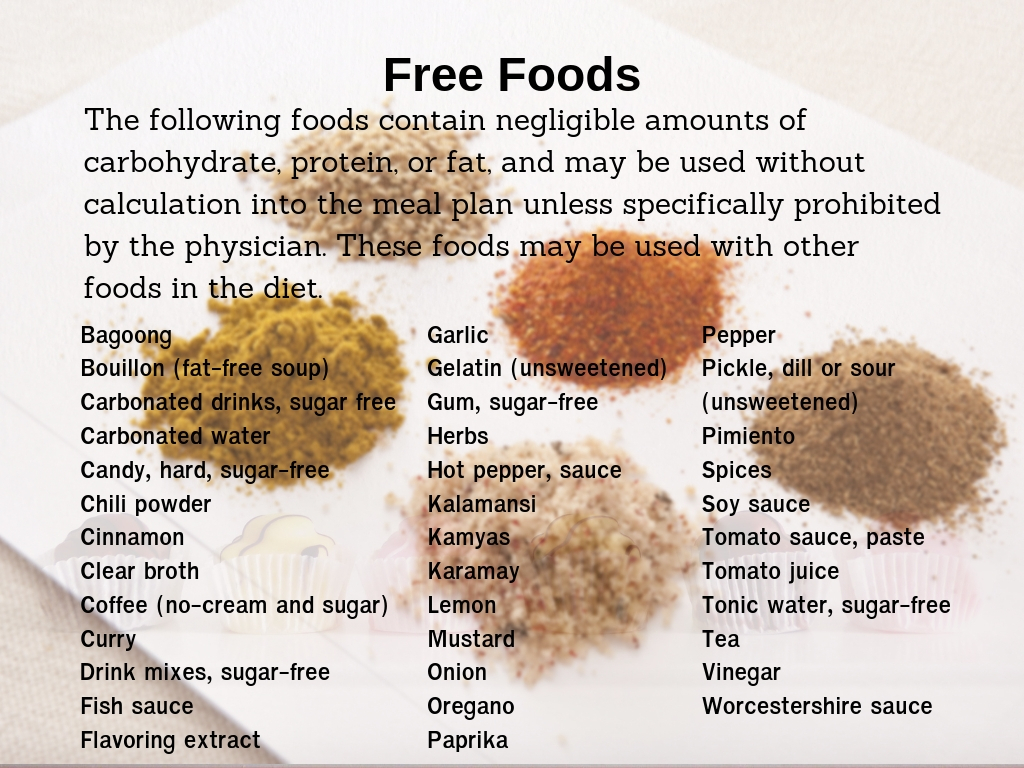 Free Foods
The following foods contain negligible amounts of
carbohydrate, protein, or fat, and may be used without
calculation into the meal plan unless specifically prohibited
by the physician. These foods may be used with other
foods in the diet.
Bagoong
Bouillon (fat-free soup)
Carbonated drinks, sugar free
Carbonated water
Candy, hard, sugar-free
Chili powder
Cinnamon
Clear broth
Coffee (no-cream and sugar)
Curry
Drink mixes, sugar-free
Fish sauce
Flavoring extract
Garlic
Gelatin (unsweetened)
Gum, sugar-free
Herbs
Hot pepper, sauce
Kalamansi
Kamyas
Karamay
Lemon
Mustard
Onion
Oregano
Paprika
Pepper
Pickle, dill or sour
(unsweetened)
Pimiento
Spices
Soy sauce
Tomato sauce, paste
Tomato juice
Tonic water, sugar-free
Tea
Vinegar
Worcestershire sauce